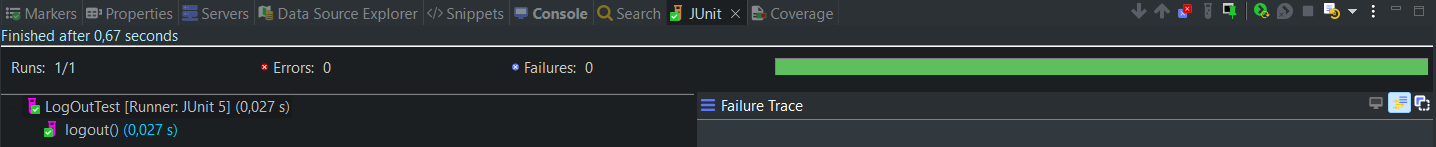 Markers Properties Servers Data Source Explorer Snippets Console Search JUnit Coverage
Finished after 0,67 seconds
Runs: 1/1 Errors: 0 Failures: 0
LogOutTest [Runner: JUnit 5] (0,027 s)
Failure Trace
logout() (0,027 s)